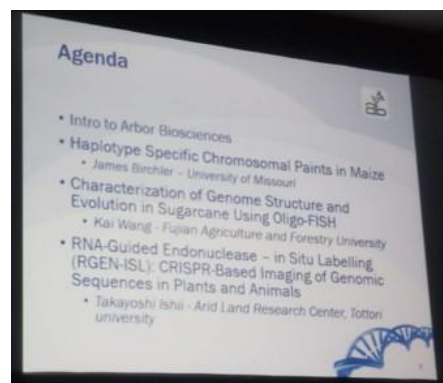 Agenda
ab
• Intro to Arbor Biosciences
• Haplotype Specific Chromosomal Paints in Maize
• James Birchler – University of Missouri
• Characterization of Genome Structure and
Evolution in Sugarcane Using Oligo-FISH
• Kai Wang - Fujian Agriculture and Forestry University
• RNA-Guided Endonuclease – in Situ Labelling
(RGEN-ISL): CRISPR-Based Imaging of Genomic
Sequences in Plants and Animals
• Takayoshi Ishii - Arid Land Research Center, Tottori
university